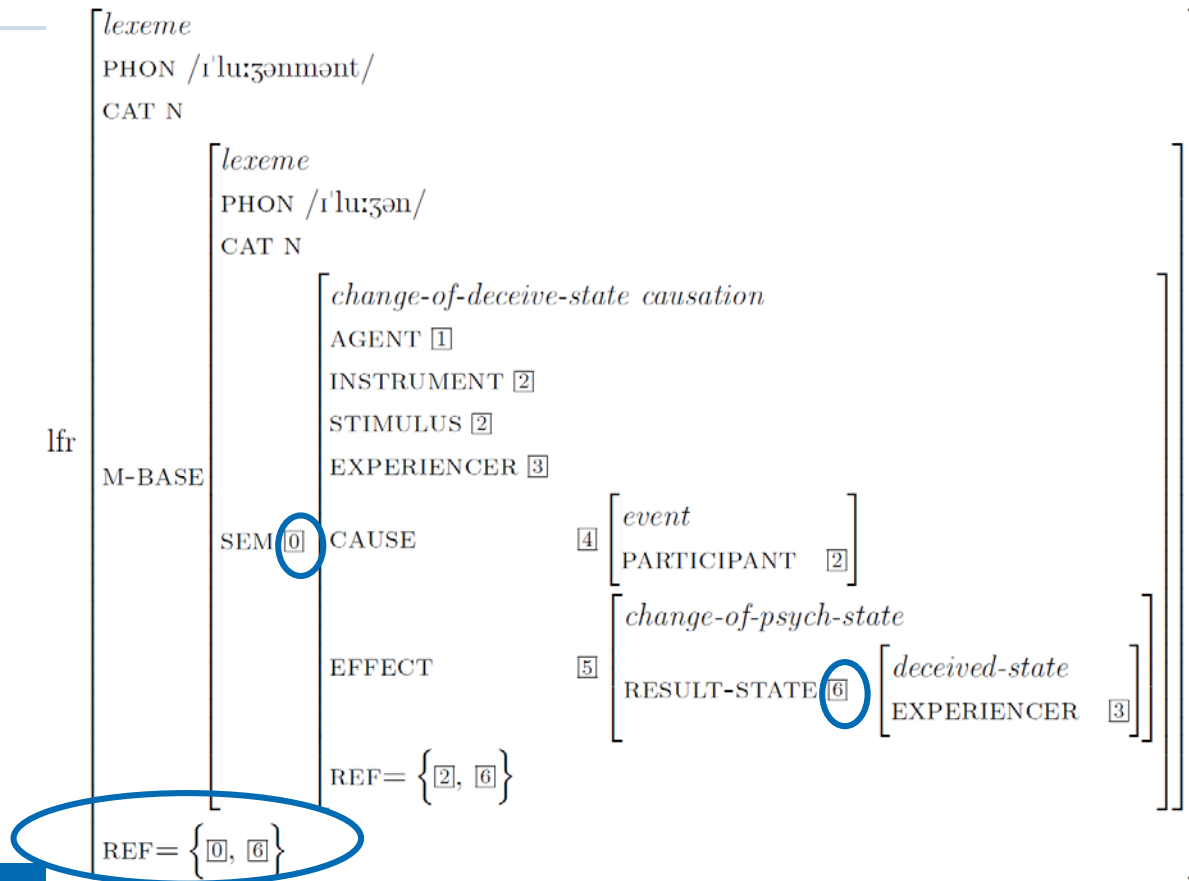 lexeme
PHON /ɪˈluːʒənmənt/
CAT N
lexeme
PHON /ɪˈluːʒən/
CAT N
change-of-deceive-state causation
AGENT 1
INSTRUMENT 2
STIMULUS 2
EXPERIENCER 3
lfr
M-BASE
SEM 0
CAUSE 4
event
PARTICIPANT 2
EFFECT 5
change-of-psych-state
RESULT-STATE 6
deceived-state
EXPERIENCER 3
REF= {2, 6}
REF= {0, 6}